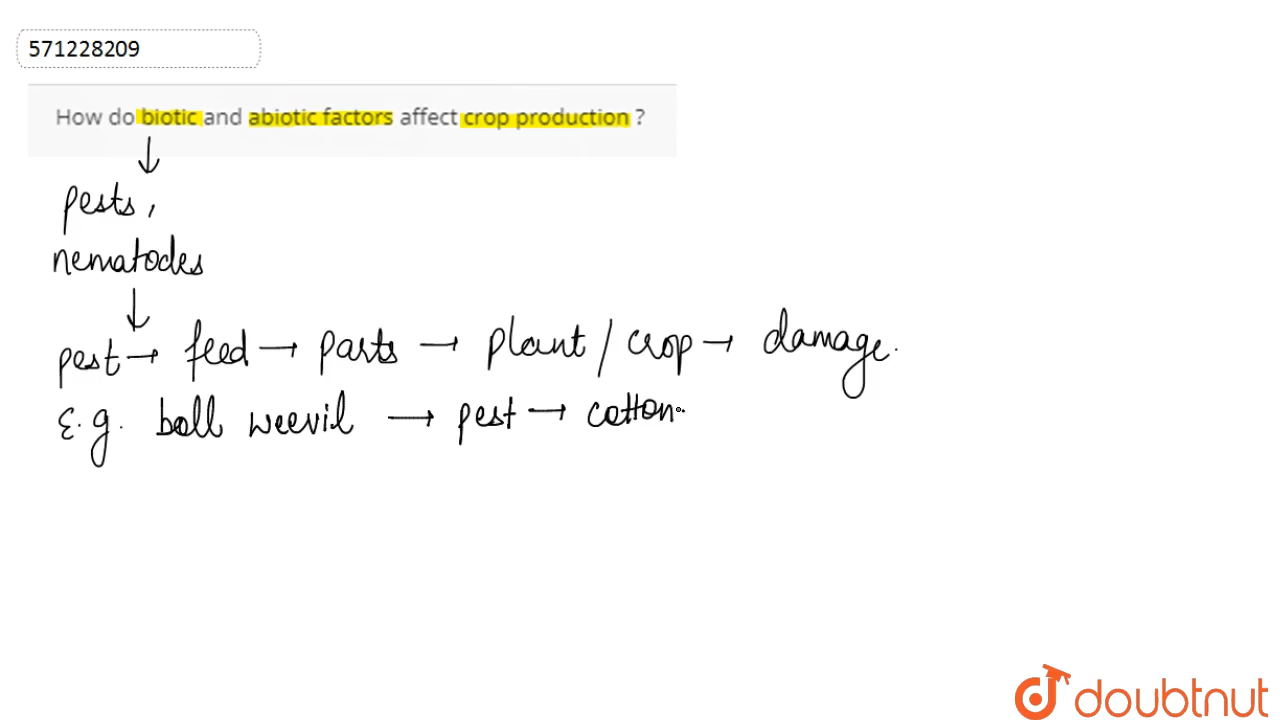 571228209
How do biotic and abiotic factors affect crop production ?
↓
pests,
nematodes
↓
pest → feed → parts → plant / crop → damage.
E.g. boll weevil → pest → cotton.
doubtnut